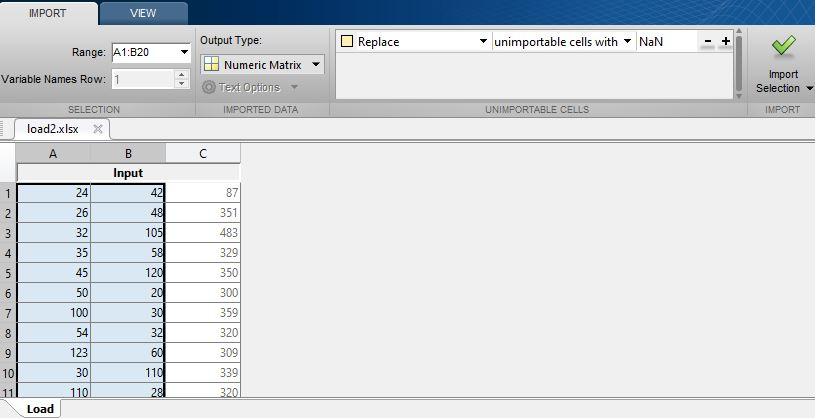 IMPORT VIEW
Range: A1:B20
Variable Names Row: 1
SELECTION
Output Type:
Numeric Matrix
Text Options
IMPORTED DATA
Replace unimportable cells with NaN − +
UNIMPORTABLE CELLS
Import
Selection
IMPORT
load2.xlsx
A B C
Input
1 24 42 87
2 26 48 351
3 32 105 483
4 35 58 329
5 45 120 350
6 50 20 300
7 100 30 359
8 54 32 320
9 123 60 309
10 30 110 339
11 110 28 320
Load